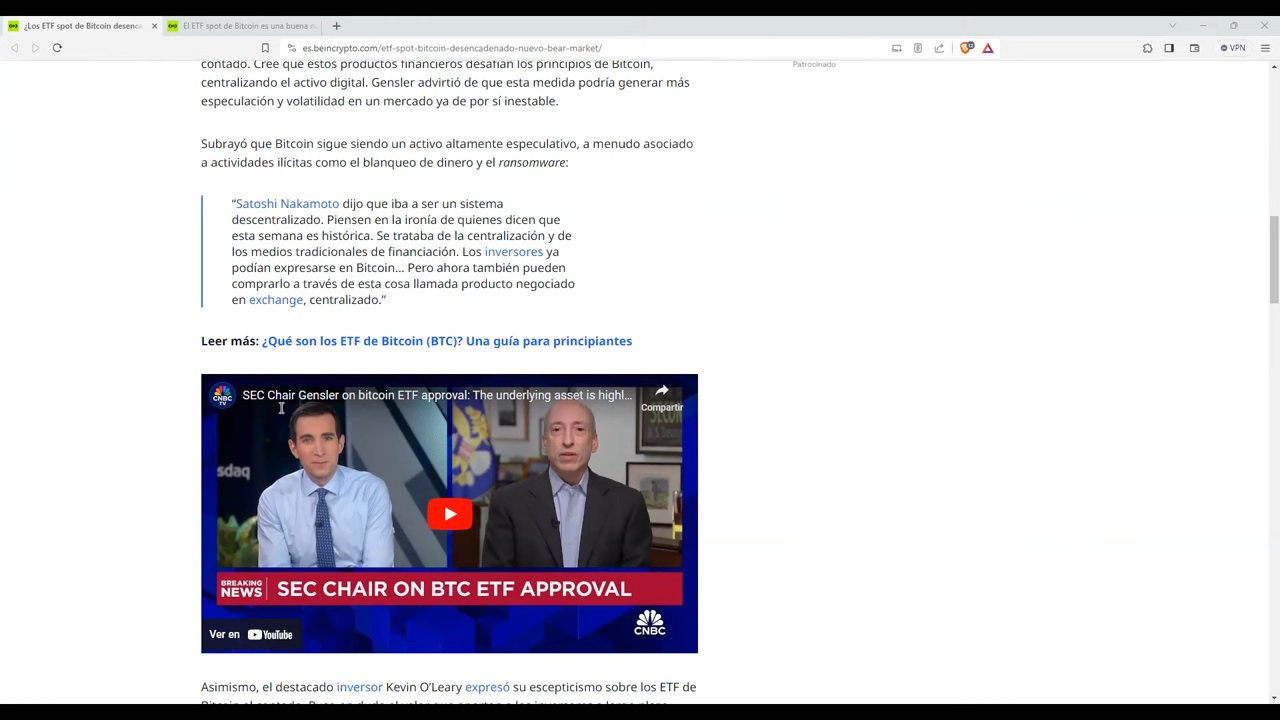 ¿Los ETF spot de Bitcoin desenc
El ETF spot de Bitcoin es una buena n
es.beincrypto.com/etf-spot-bitcoin-desencadenado-nuevo-bear-market/
VPN
Patrocinado
contado. Cree que estos productos financieros desafían los principios de Bitcoin,
centralizando el activo digital. Gensler advirtió de que esta medida podría generar más
especulación y volatilidad en un mercado ya de por sí inestable.
Subrayó que Bitcoin sigue siendo un activo altamente especulativo, a menudo asociado
a actividades ilícitas como el blanqueo de dinero y el ransomware:
“Satoshi Nakamoto dijo que iba a ser un sistema
descentralizado. Piensen en la ironía de quienes dicen que
esta semana es histórica. Se trataba de la centralización y de
los medios tradicionales de financiación. Los inversores ya
podían expresarse en Bitcoin… Pero ahora también pueden
comprarlo a través de esta cosa llamada producto negociado
en exchange, centralizado.”
Leer más: ¿Qué son los ETF de Bitcoin (BTC)? Una guía para principiantes
CNBC TV
SEC Chair Gensler on bitcoin ETF approval: The underlying asset is highl...
Compartir
sdaq
BREAKING NEWS
SEC CHAIR ON BTC ETF APPROVAL
CNBC
Ver en YouTube
Asimismo, el destacado inversor Kevin O’Leary expresó su escepticismo sobre los ETF de